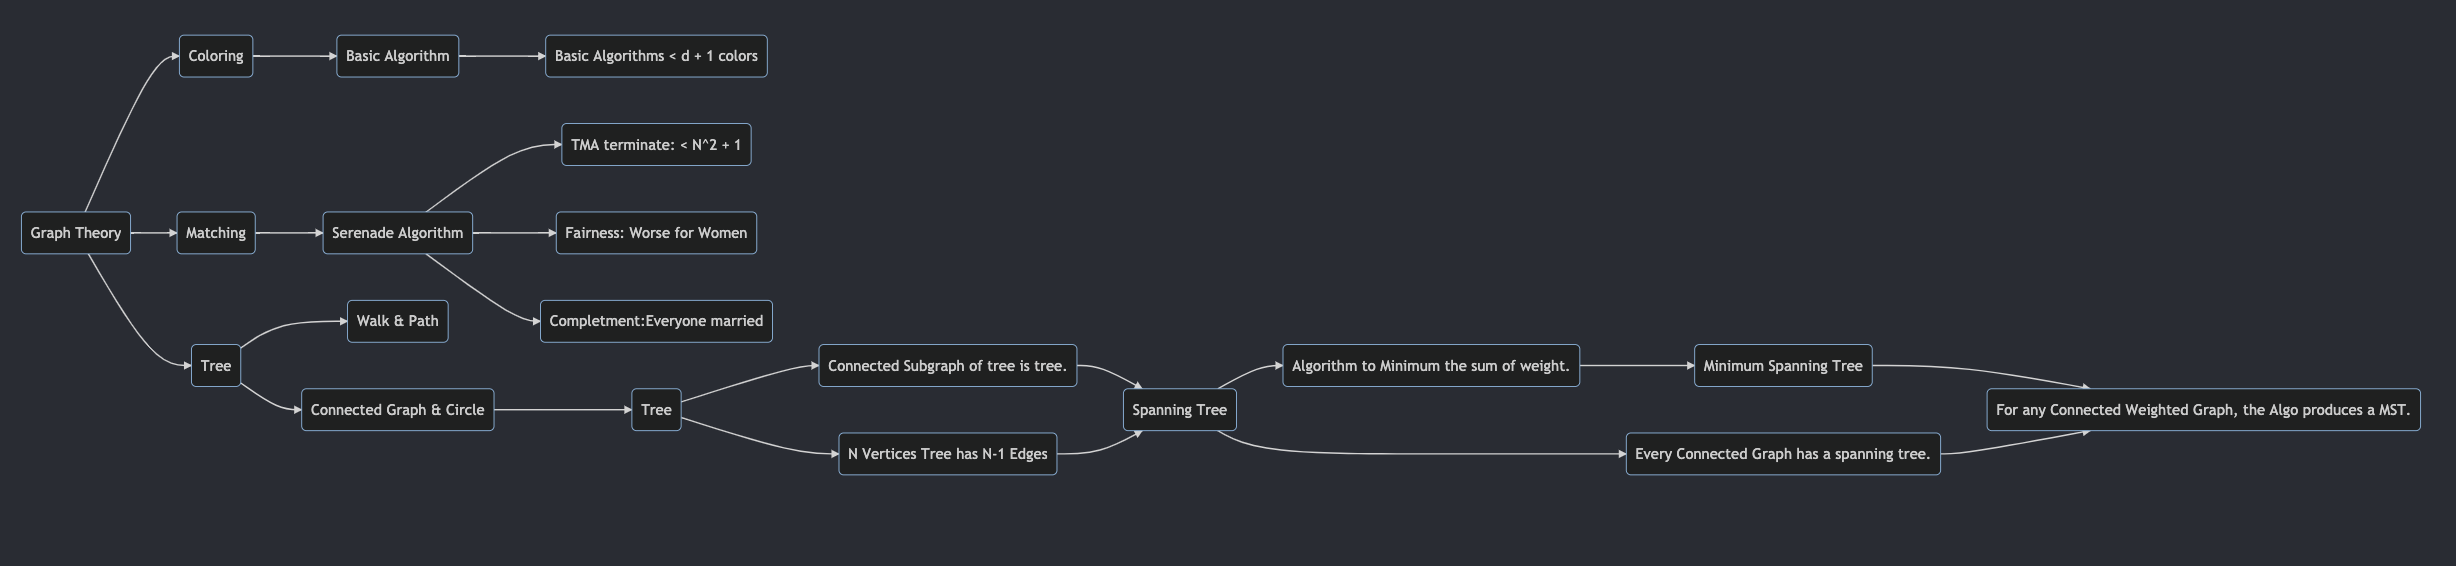 Coloring
Basic Algorithm
Basic Algorithms < d + 1 colors
TMA terminate: < N^2 + 1
Graph Theory
Matching
Serenade Algorithm
Fairness: Worse for Women
Walk & Path
Completment:Everyone married
Tree
Connected Subgraph of tree is tree.
Algorithm to Minimum the sum of weight.
Minimum Spanning Tree
Connected Graph & Circle
Tree
Spanning Tree
For any Connected Weighted Graph, the Algo produces a MST.
N Vertices Tree has N-1 Edges
Every Connected Graph has a spanning tree.